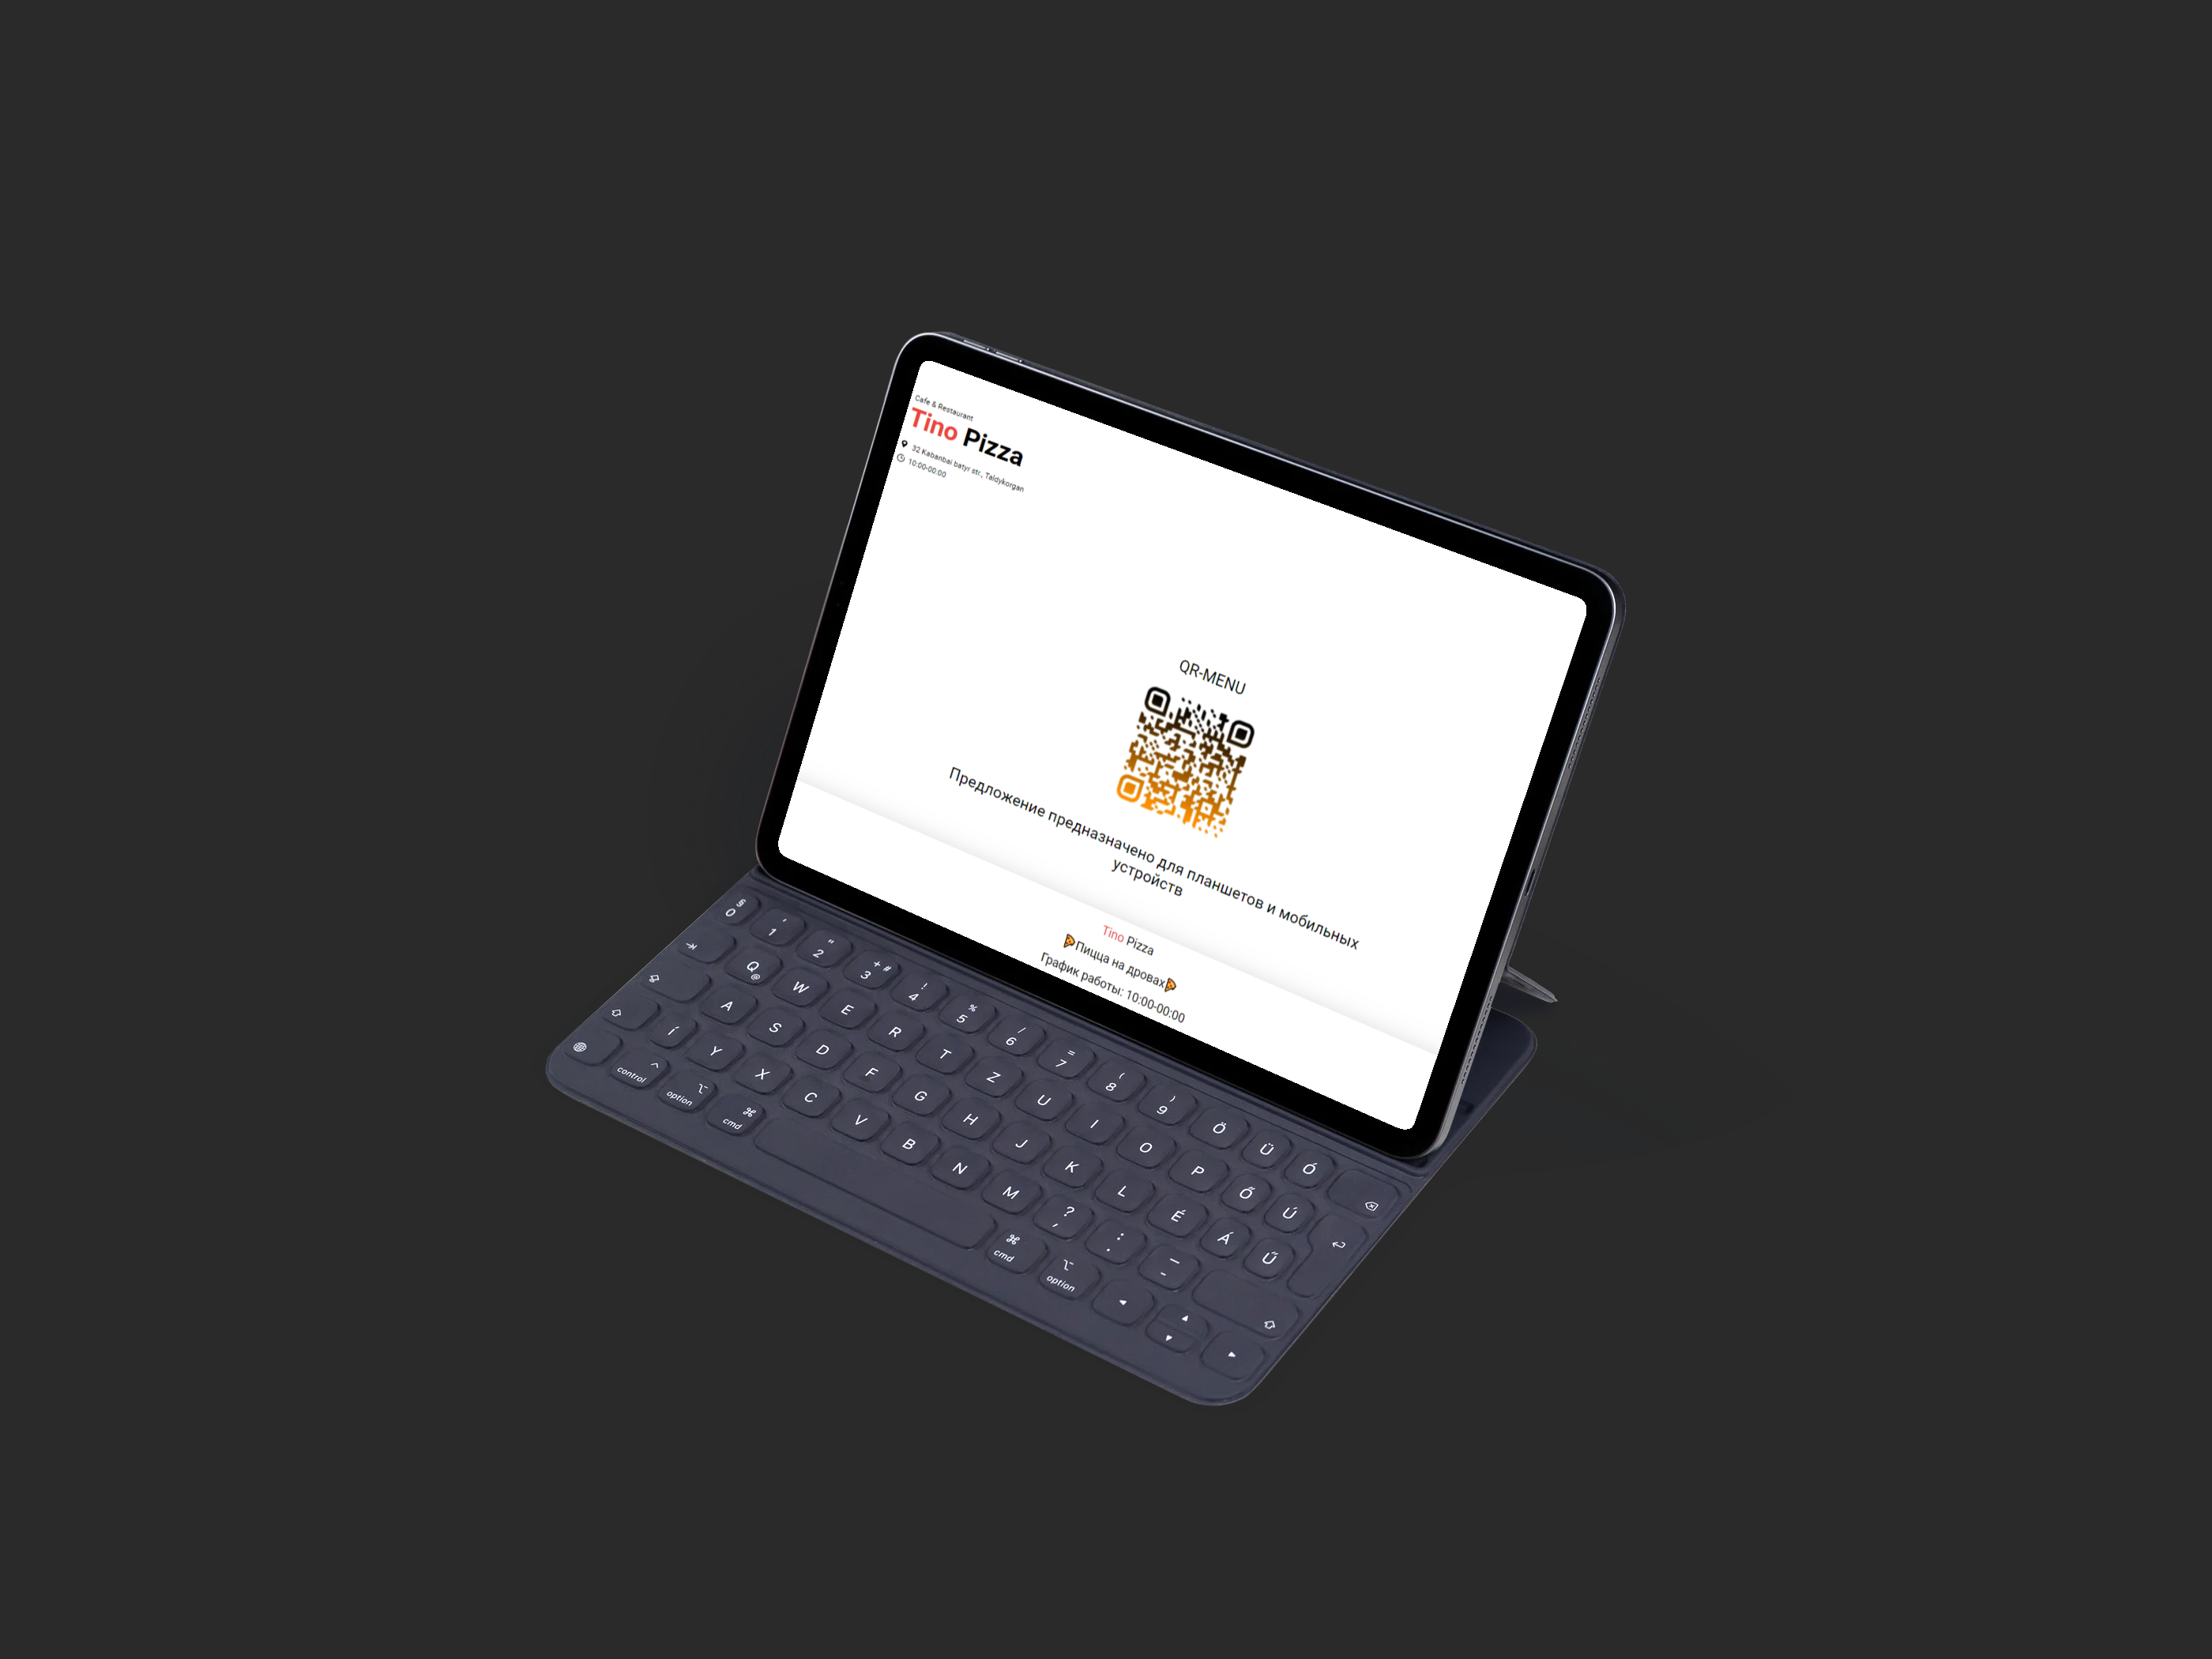 Cafe & Restaurant
Tino Pizza
32 Kabanbai batyr str., Taldykorgan
10:00-00:00
QR-MENU
Предложение предназначено для планшетов и мобильных
устройств
Tino Pizza
🍕Пицца на дровах🍕
График работы: 10:00-00:00
§ ' " + # ! % / = ( )
0 1 2 3 4 5 6 7 8 9 Ö Ü Ó
Q @ W E R T Z U I O P Ő Ú
A S D F G H J K L É Á Ű
Í Y X C V B N M ? , : . _ -
control option cmd cmd option